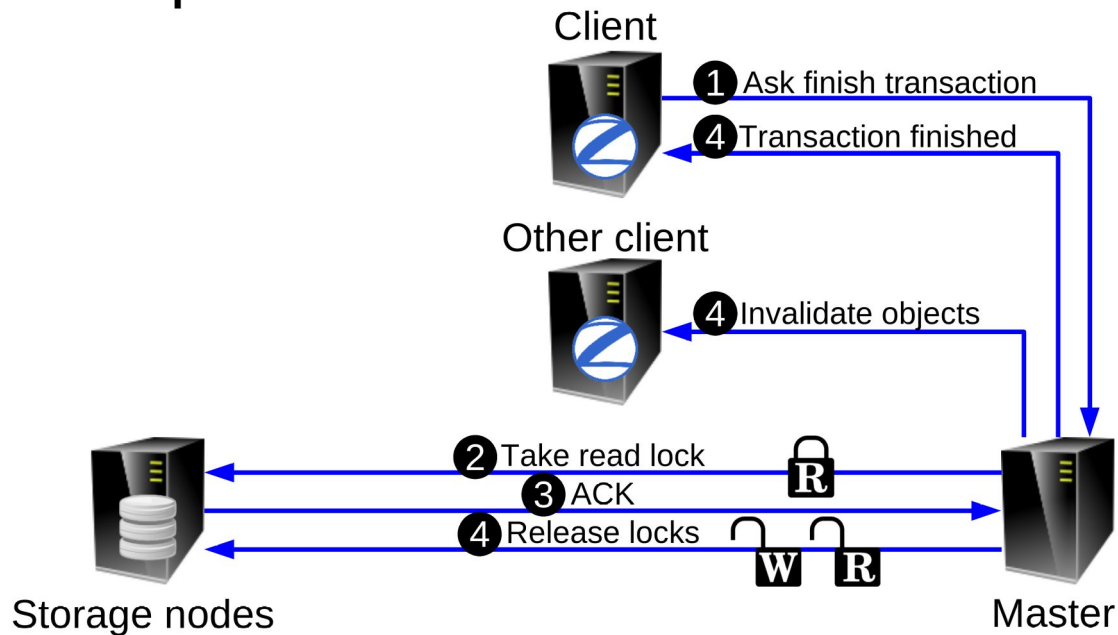 Client
1 Ask finish transaction
4 Transaction finished
Other client
4 Invalidate objects
2 Take read lock
R
3 ACK
4 Release locks
W R
Storage nodes
Master